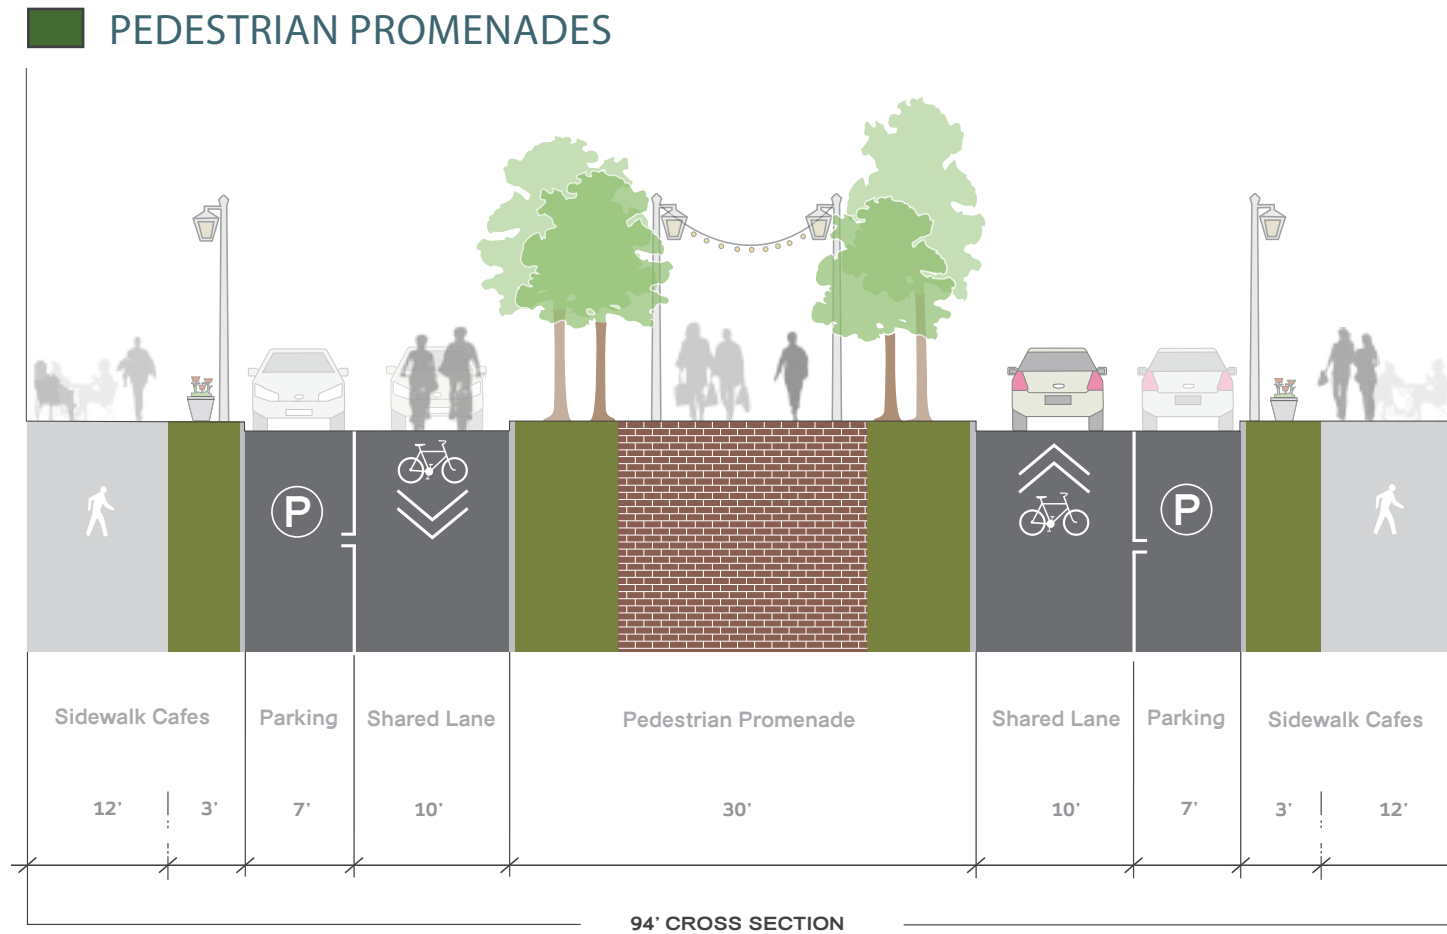 PEDESTRIAN PROMENADES
P
P
Sidewalk Cafes Parking Shared Lane Pedestrian Promenade Shared Lane Parking Sidewalk Cafes
12' 3' 7' 10' 30' 10' 7' 3' 12'
94' CROSS SECTION